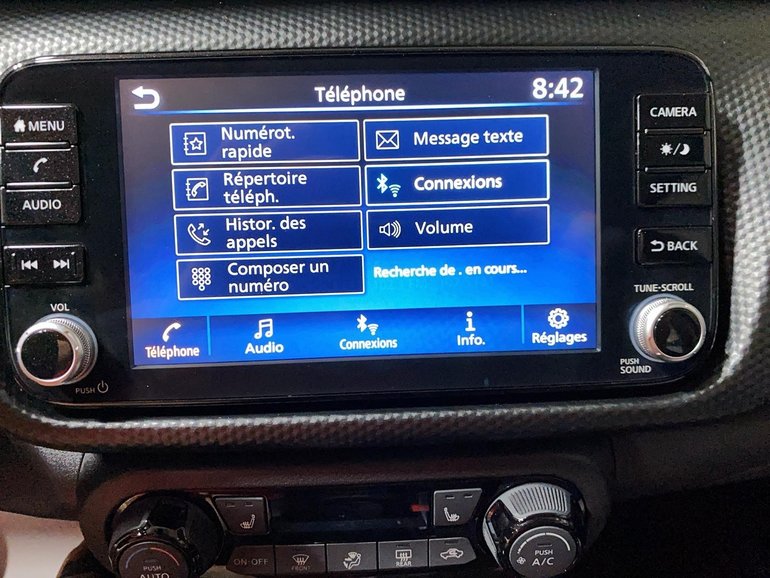 Téléphone
8:42
MENU
AUDIO
Numérot.
rapide
Répertoire
téléph.
Histor. des
appels
Composer un
numéro
Message texte
Connexions
Volume
Recherche de . en cours...
Téléphone
Audio
Connexions
Info.
Réglages
CAMERA
SETTING
BACK
VOL
PUSH
TUNE-SCROLL
PUSH
SOUND
ON-OFF
FRONT
REAR
PUSH
AUTO
PUSH
A/C